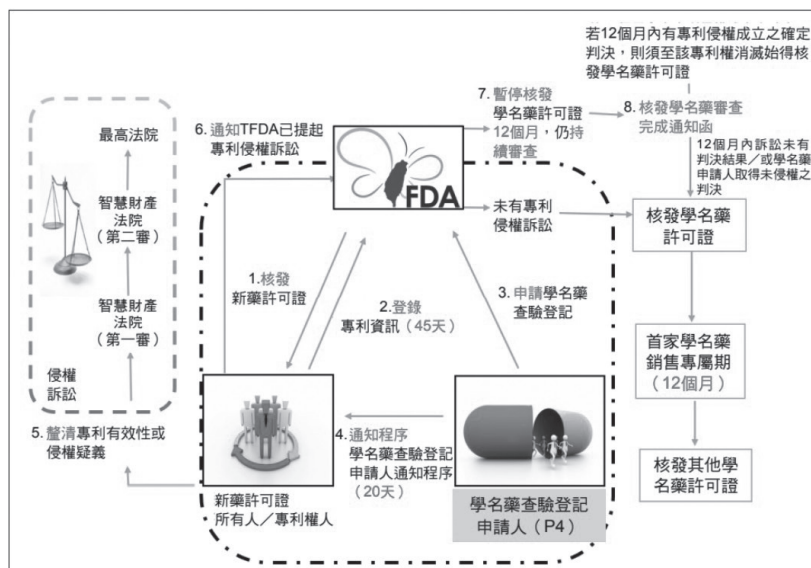 若12個月內有專利侵權成立之確定
判決，則須至該專利權消滅始得核
發學名藥許可證
7. 暫停核發
學名藥許可證
12個月，仍持
續審查
8. 核發學名藥審查
完成通知函
6. 通知TFDA已提起
專利侵權訴訟
FDA
最高法院
智慧財產
法院
（第二審）
智慧財產
法院
（第一審）
侵權
訴訟
5. 釐清專利有效性或
侵權疑義
12個月內訴訟未有
判決結果／或學名藥
申請人取得未侵權之
判決
未有專利
侵權訴訟
核發學名藥
許可證
1.核發
新藥許可證
2.登錄
專利資訊（45天）
3.申請學名藥
查驗登記
首家學名藥
銷售專屬期
（12個月）
4.通知程序
學名藥查驗登記
申請人通知程序
（20天）
核發其他學
名藥許可證
新藥許可證
所有人／專利權人
學名藥查驗登記
申請人（P4）